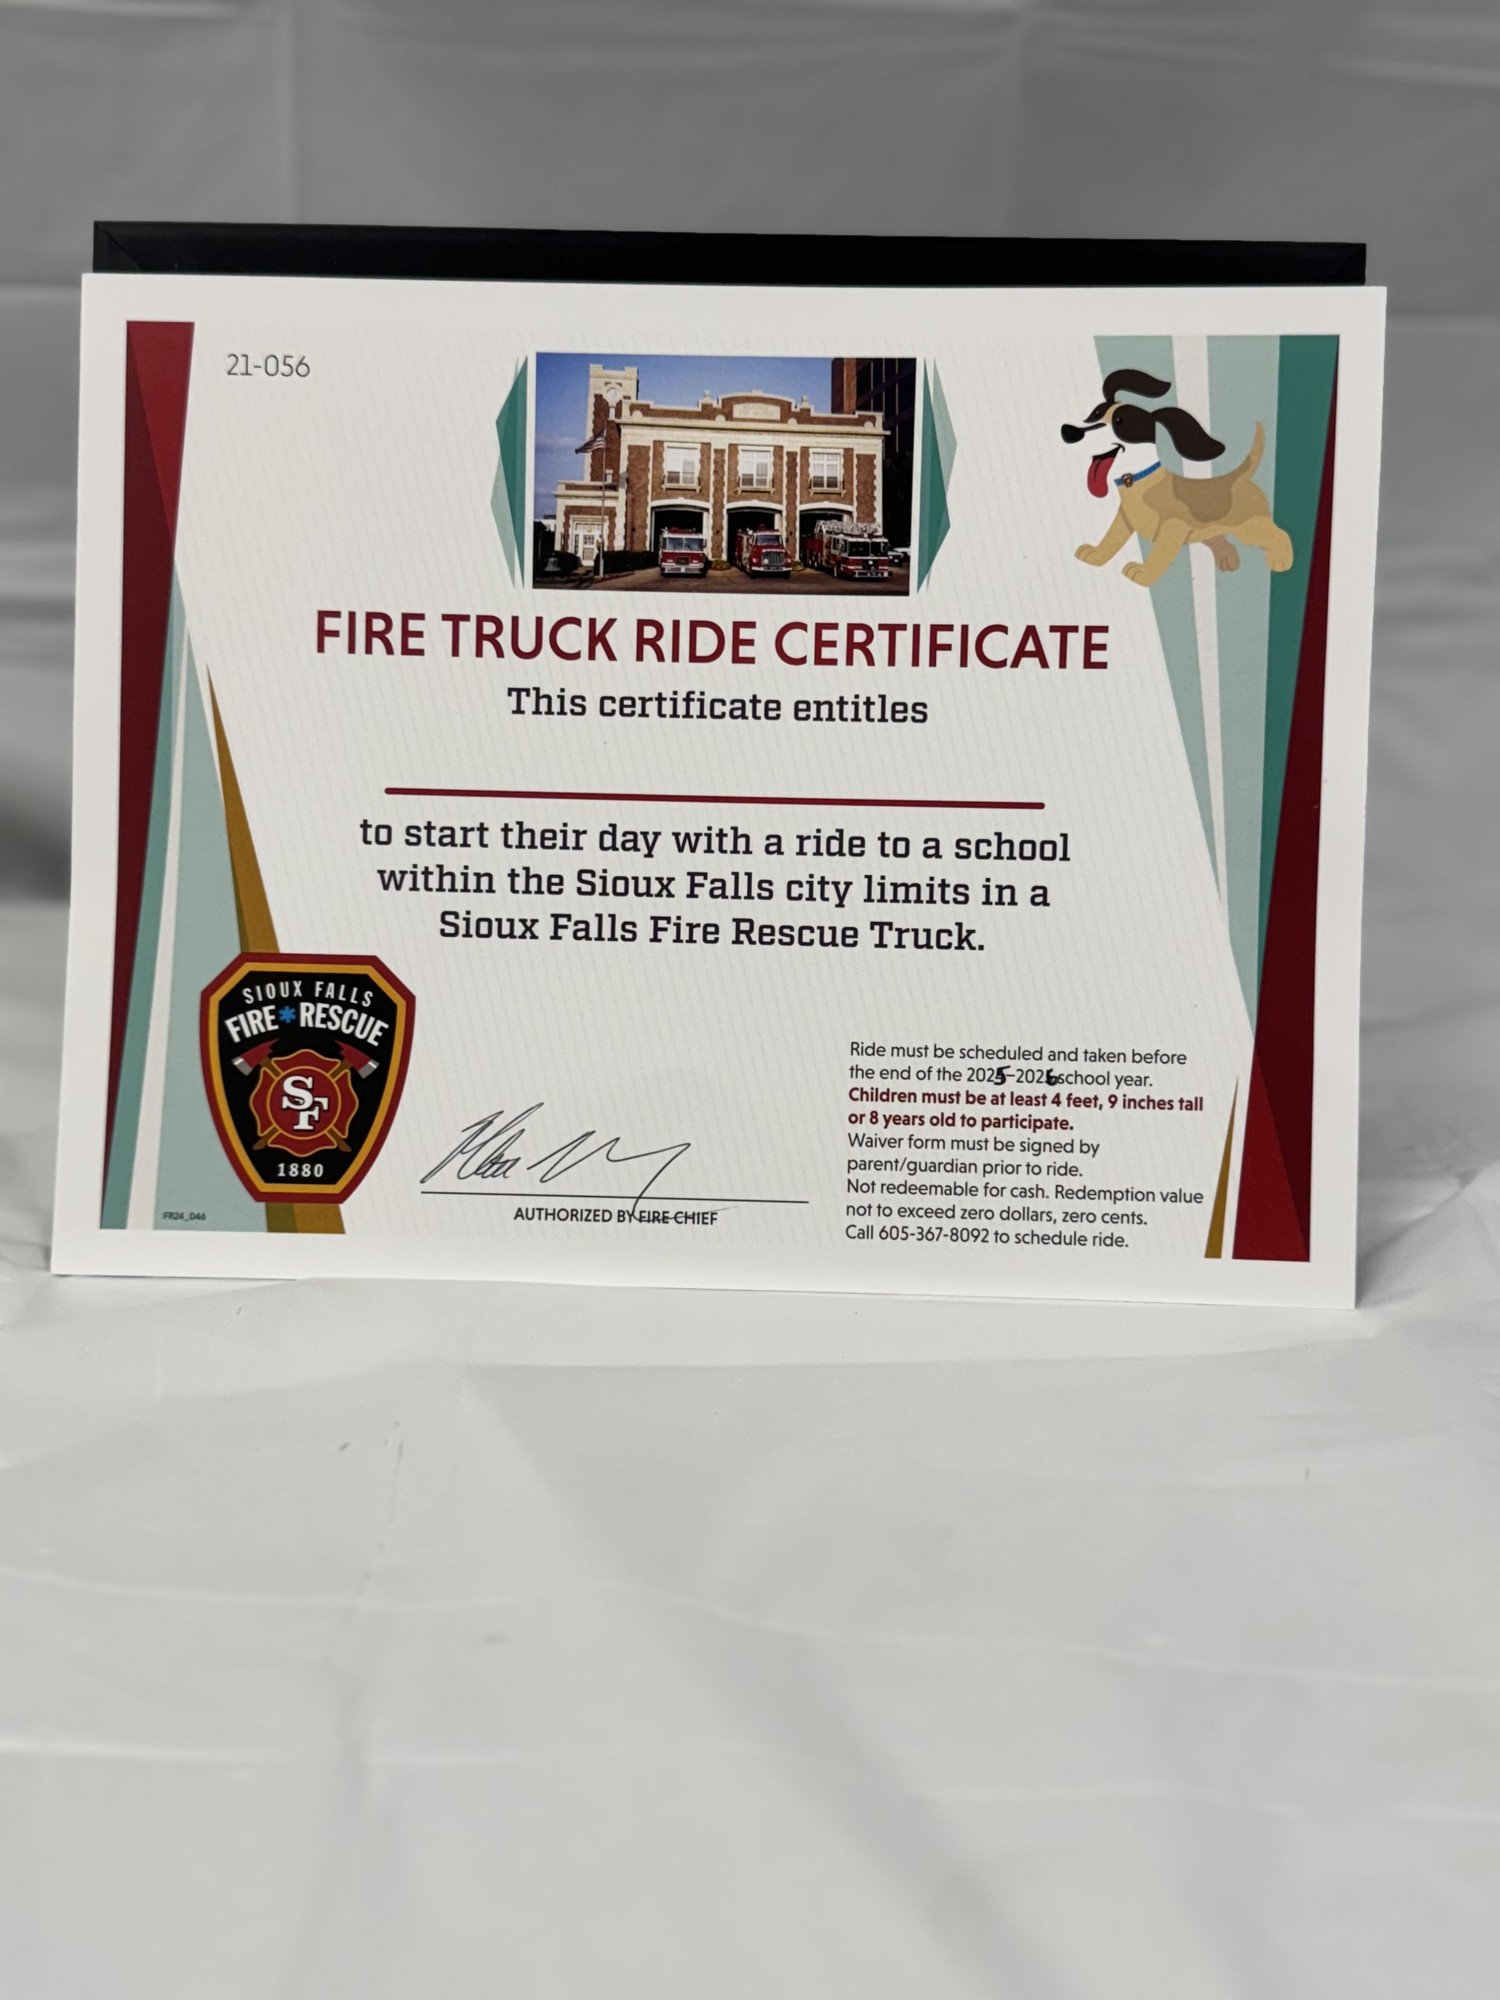 21-056
FIRE TRUCK RIDE CERTIFICATE
This certificate entitles
to start their day with a ride to a school
within the Sioux Falls city limits in a
Sioux Falls Fire Rescue Truck.
SIOUX FALLS
FIRE*RESCUE
SF
1880
FR24_046
AUTHORIZED BY FIRE CHIEF
Ride must be scheduled and taken before
the end of the 2025-2026 school year.
Children must be at least 4 feet, 9 inches tall
or 8 years old to participate.
Waiver form must be signed by
parent/guardian prior to ride.
Not redeemable for cash. Redemption value
not to exceed zero dollars, zero cents.
Call 605-367-8092 to schedule ride.